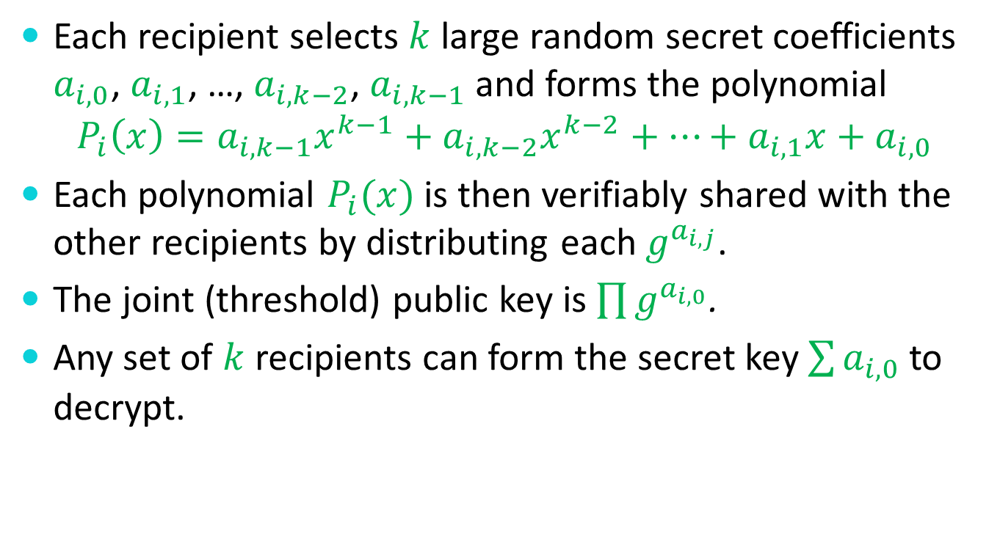 • Each recipient selects k large random secret coefficients
a_{i,0}, a_{i,1}, …, a_{i,k−2}, a_{i,k−1} and forms the polynomial
P_i(x) = a_{i,k−1}x^{k−1} + a_{i,k−2}x^{k−2} + ⋯ + a_{i,1}x + a_{i,0}
• Each polynomial P_i(x) is then verifiably shared with the
other recipients by distributing each g^{a_{i,j}}.
• The joint (threshold) public key is ∏ g^{a_{i,0}}.
• Any set of k recipients can form the secret key ∑ a_{i,0} to
decrypt.